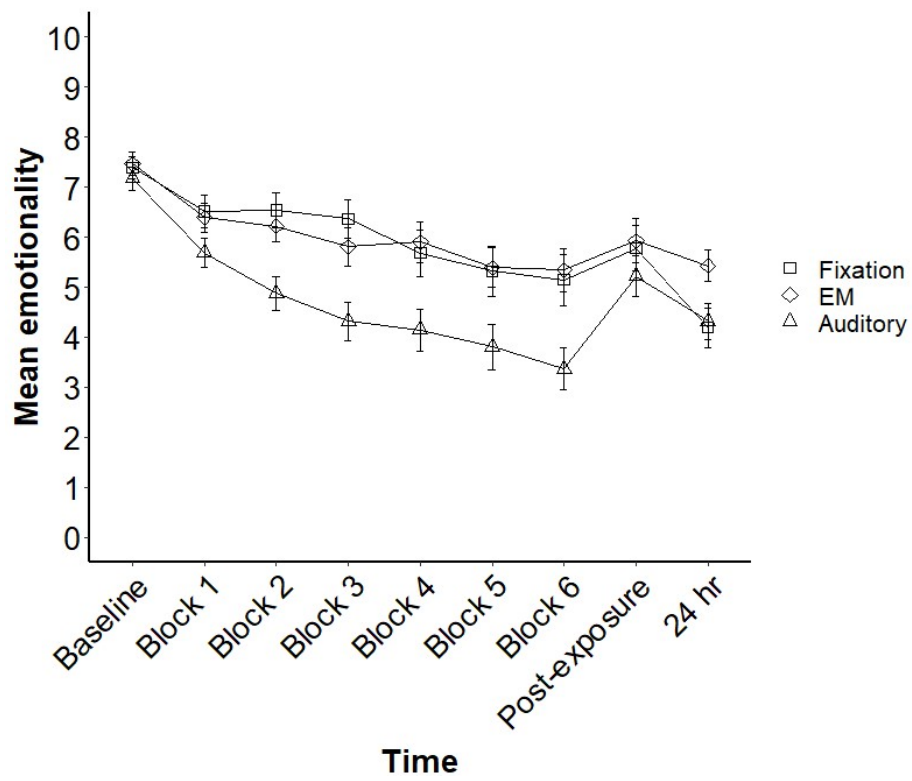 Mean emotionality
10
9
8
7
6
5
4
3
2
1
0
Baseline
Block 1
Block 2
Block 3
Block 4
Block 5
Block 6
Post-exposure
24 hr
Time
Fixation
EM
Auditory